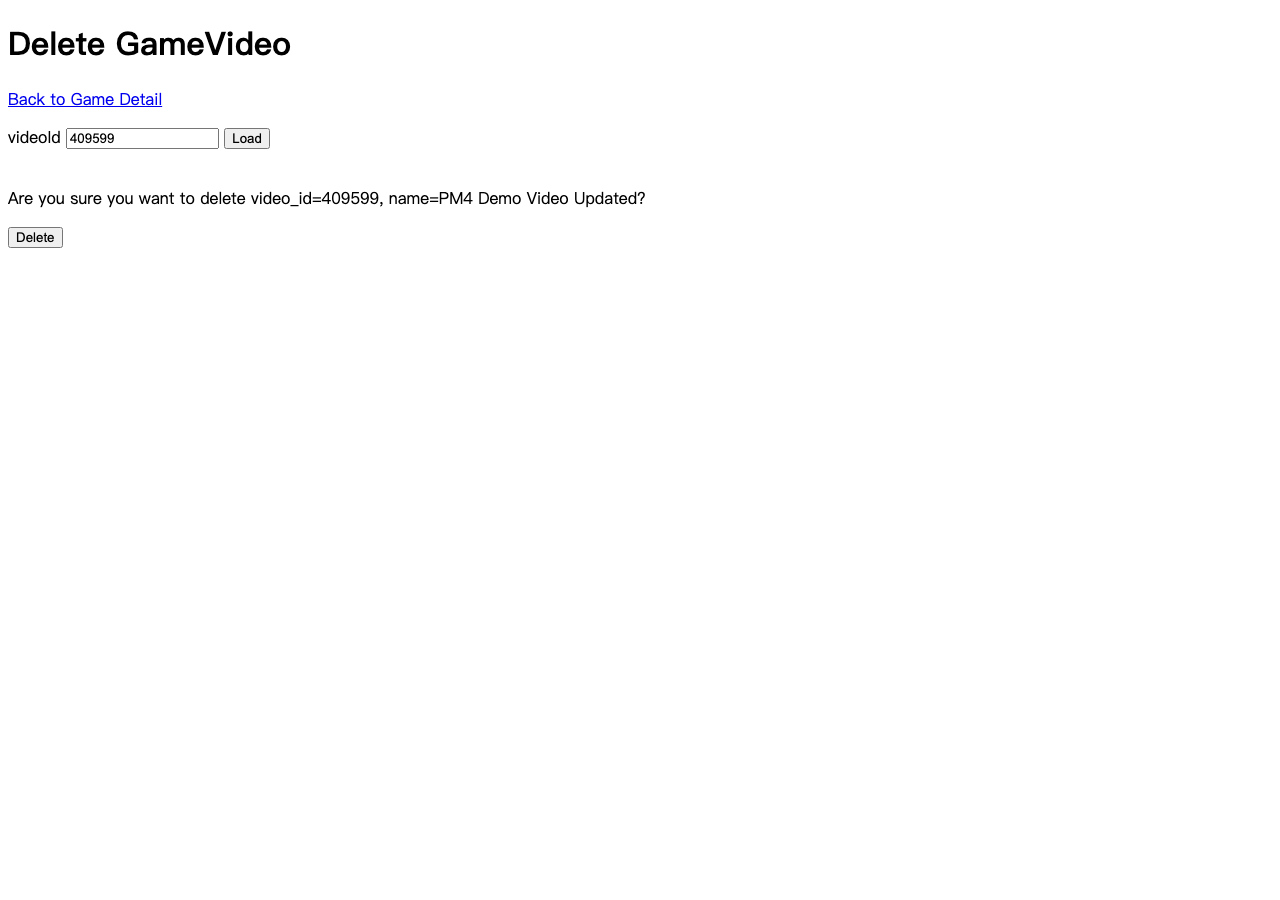 Delete GameVideo
Back to Game Detail
videoId 409599 Load
Are you sure you want to delete video_id=409599, name=PM4 Demo Video Updated?
Delete